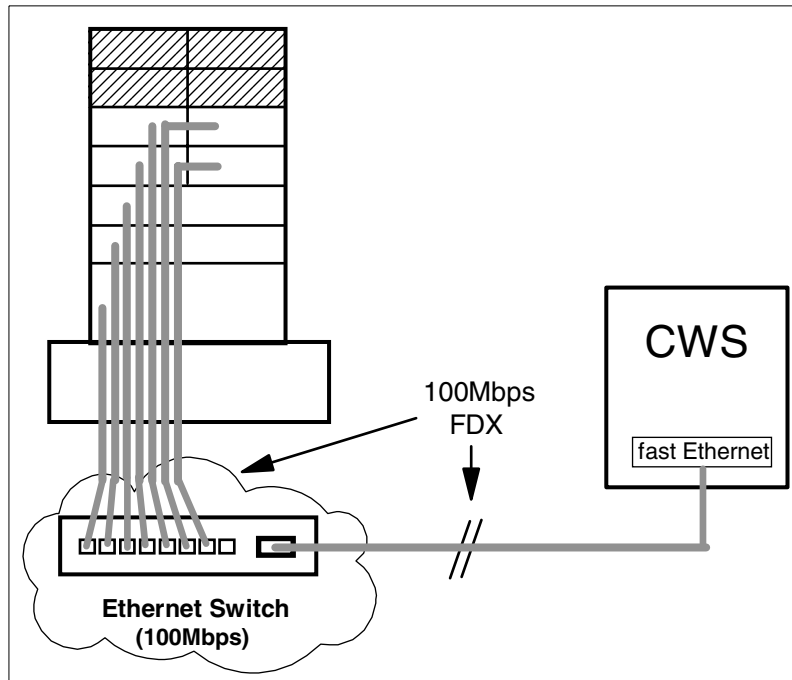 CWS
100Mbps
FDX
fast Ethernet
Ethernet Switch
(100Mbps)